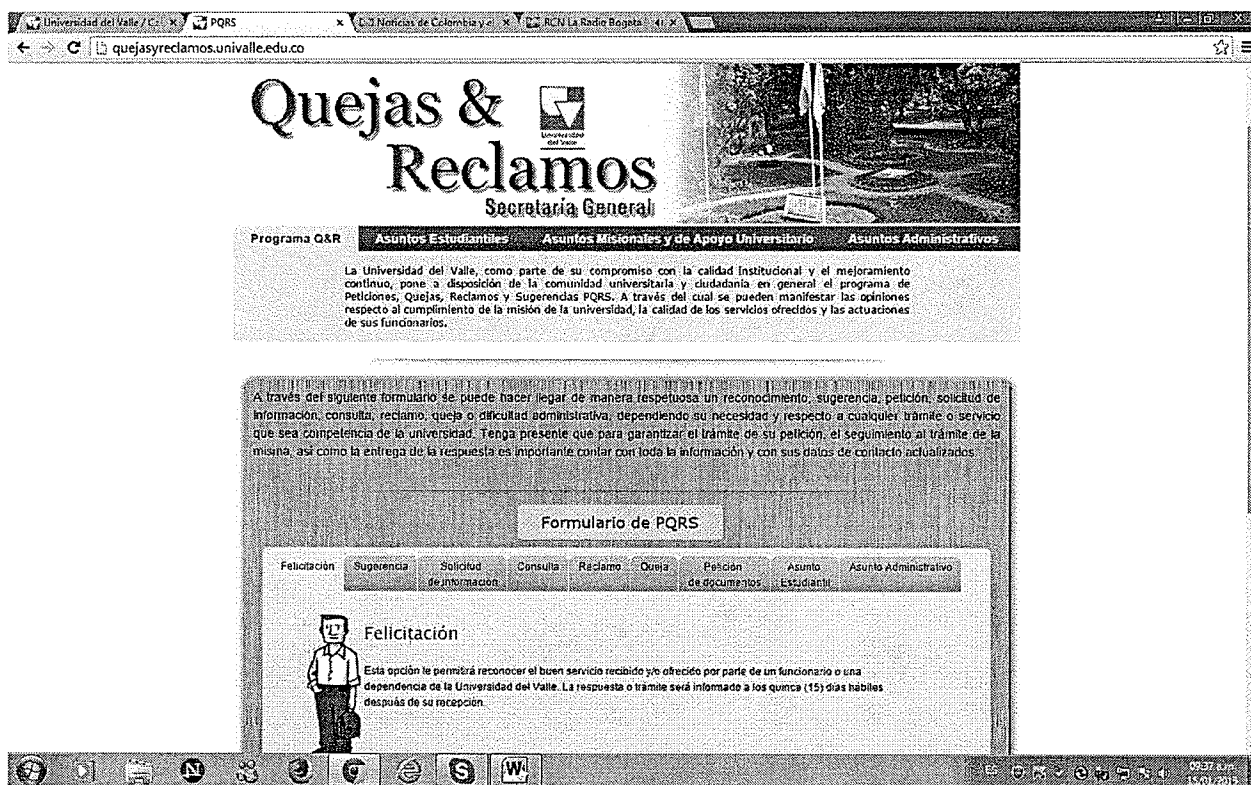 Universidad del Valle / Cal
PQRS
Noticias de Colombia y el
RCN La Radio Bogotá
quejasyreclamos.univalle.edu.co
Quejas &
Reclamos
Universidad
del Valle
Secretaría General
Programa Q&R
Asuntos Estudiantiles
Asuntos Misionales y de Apoyo Universitario
Asuntos Administrativos
La Universidad del Valle, como parte de su compromiso con la calidad institucional y el mejoramiento
continuo, pone a disposición de la comunidad universitaria y ciudadanía en general el programa de
Peticiones, Quejas, Reclamos y Sugerencias PQRS. A través del cual se pueden manifestar las opiniones
respecto al cumplimiento de la misión de la universidad, la calidad de los servicios ofrecidos y las actuaciones
de sus funcionarios.
A través del siguiente formulario se puede hacer llegar de manera respetuosa un reconocimiento, sugerencia, petición, solicitud de
información, consulta, reclamo, queja o dificultad administrativa, dependiendo su necesidad y respecto a cualquier trámite o servicio
que sea competencia de la universidad. Tenga presente que para garantizar el trámite de su petición, el seguimiento al trámite de la
misma, así como la entrega de la respuesta es importante contar con toda la información y con sus datos de contacto actualizados.
Formulario de PQRS
Felicitación
Sugerencia
Solicitud
de información
Consulta
Reclamo
Queja
Petición
de documentos
Asunto
Estudiantil
Asunto Administrativo
Felicitación
Esta opción le permitirá reconocer el buen servicio recibido y/o ofrecido por parte de un funcionario o una
dependencia de la Universidad del Valle. La respuesta o trámite será informado a los quince (15) días hábiles
después de su recepción.
ES
09:37 a.m.
15/01/2015